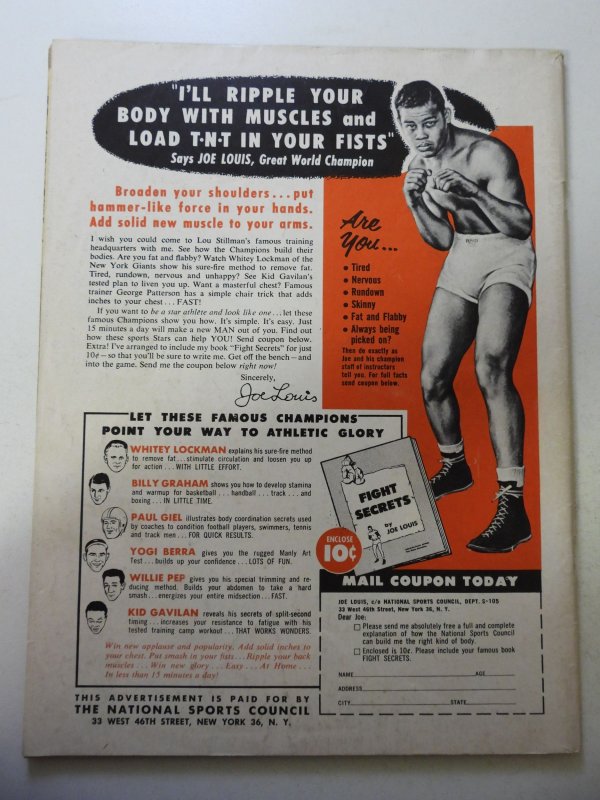 "I'LL RIPPLE YOUR
BODY WITH MUSCLES and
LOAD T·N·T IN YOUR FISTS"
Says JOE LOUIS, Great World Champion
Broaden your shoulders...put
hammer-like force in your hands.
Add solid new muscle to your arms.
I wish you could come to Lou Stillman's famous training
headquarters with me. See how the Champions build their
bodies. Are you fat and flabby? Watch Whitey Lockman of the
New York Giants show his sure-fire method to remove fat.
Tired, rundown, nervous and unhappy? See Kid Gavilan's
tested plan to liven you up. Want a masterful chest? Famous
trainer George Patterson has a simple chair trick that adds
inches to your chest...FAST!
If you want to be a star athlete and look like one...let these
famous Champions show you how. It's simple. It's easy. Just
15 minutes a day will make a new MAN out of you. Find out
how these sports Stars can help YOU! Send coupon below.
Extra! I've arranged to include my book "Fight Secrets" for just
10¢—so that you'll be sure to write me. Get off the bench—and
into the game. Send me the coupon below right now!
Sincerely,
Joe Louis
Are
You...
• Tired
• Nervous
• Rundown
• Skinny
• Fat and Flabby
• Always being
picked on?
Then do exactly as
Joe and his champion
staff of instructors
tell you. For full facts
send coupon below.
LET THESE FAMOUS CHAMPIONS
POINT YOUR WAY TO ATHLETIC GLORY
WHITEY LOCKMAN explains his sure-fire method
to remove fat...stimulate circulation and loosen you up
for action...WITH LITTLE EFFORT.
BILLY GRAHAM shows you how to develop stamina
and warmup for basketball...handball...track...and
boxing...IN LITTLE TIME.
PAUL GIEL illustrates body coordination secrets used
by coaches to condition football players, swimmers, tennis
and track men...FOR QUICK RESULTS.
YOGI BERRA gives you the rugged Manly Art
Test...builds up your confidence...LOTS OF FUN.
WILLIE PEP gives you his special trimming and re-
ducing method. Builds your abdomen to take a hard
smash...energizes your entire midsection...FAST.
KID GAVILAN reveals his secrets of split-second
timing....increases your resistance to fatigue with his
tested training camp workout...THAT WORKS WONDERS.
Win new applause and popularity. Add solid inches to
your chest. Put smash in your fists...Ripple your back
muscles...Win new glory...Easy...At Home...
In less than 15 minutes a day!
FIGHT
SECRETS
by
JOE LOUIS
ENCLOSE
10¢
MAIL COUPON TODAY
JOE LOUIS, c/o NATIONAL SPORTS COUNCIL, DEPT. S-105
33 West 46th Street, New York 36, N. Y.
Dear Joe:
Please send me absolutely free a full and complete
explanation of how the National Sports Council
can build me the right kind of body.
Enclosed is 10¢. Please include your famous book
FIGHT SECRETS.
NAME AGE
ADDRESS
CITY STATE
THIS ADVERTISEMENT IS PAID FOR BY
THE NATIONAL SPORTS COUNCIL
33 WEST 46TH STREET, NEW YORK 36, N. Y.